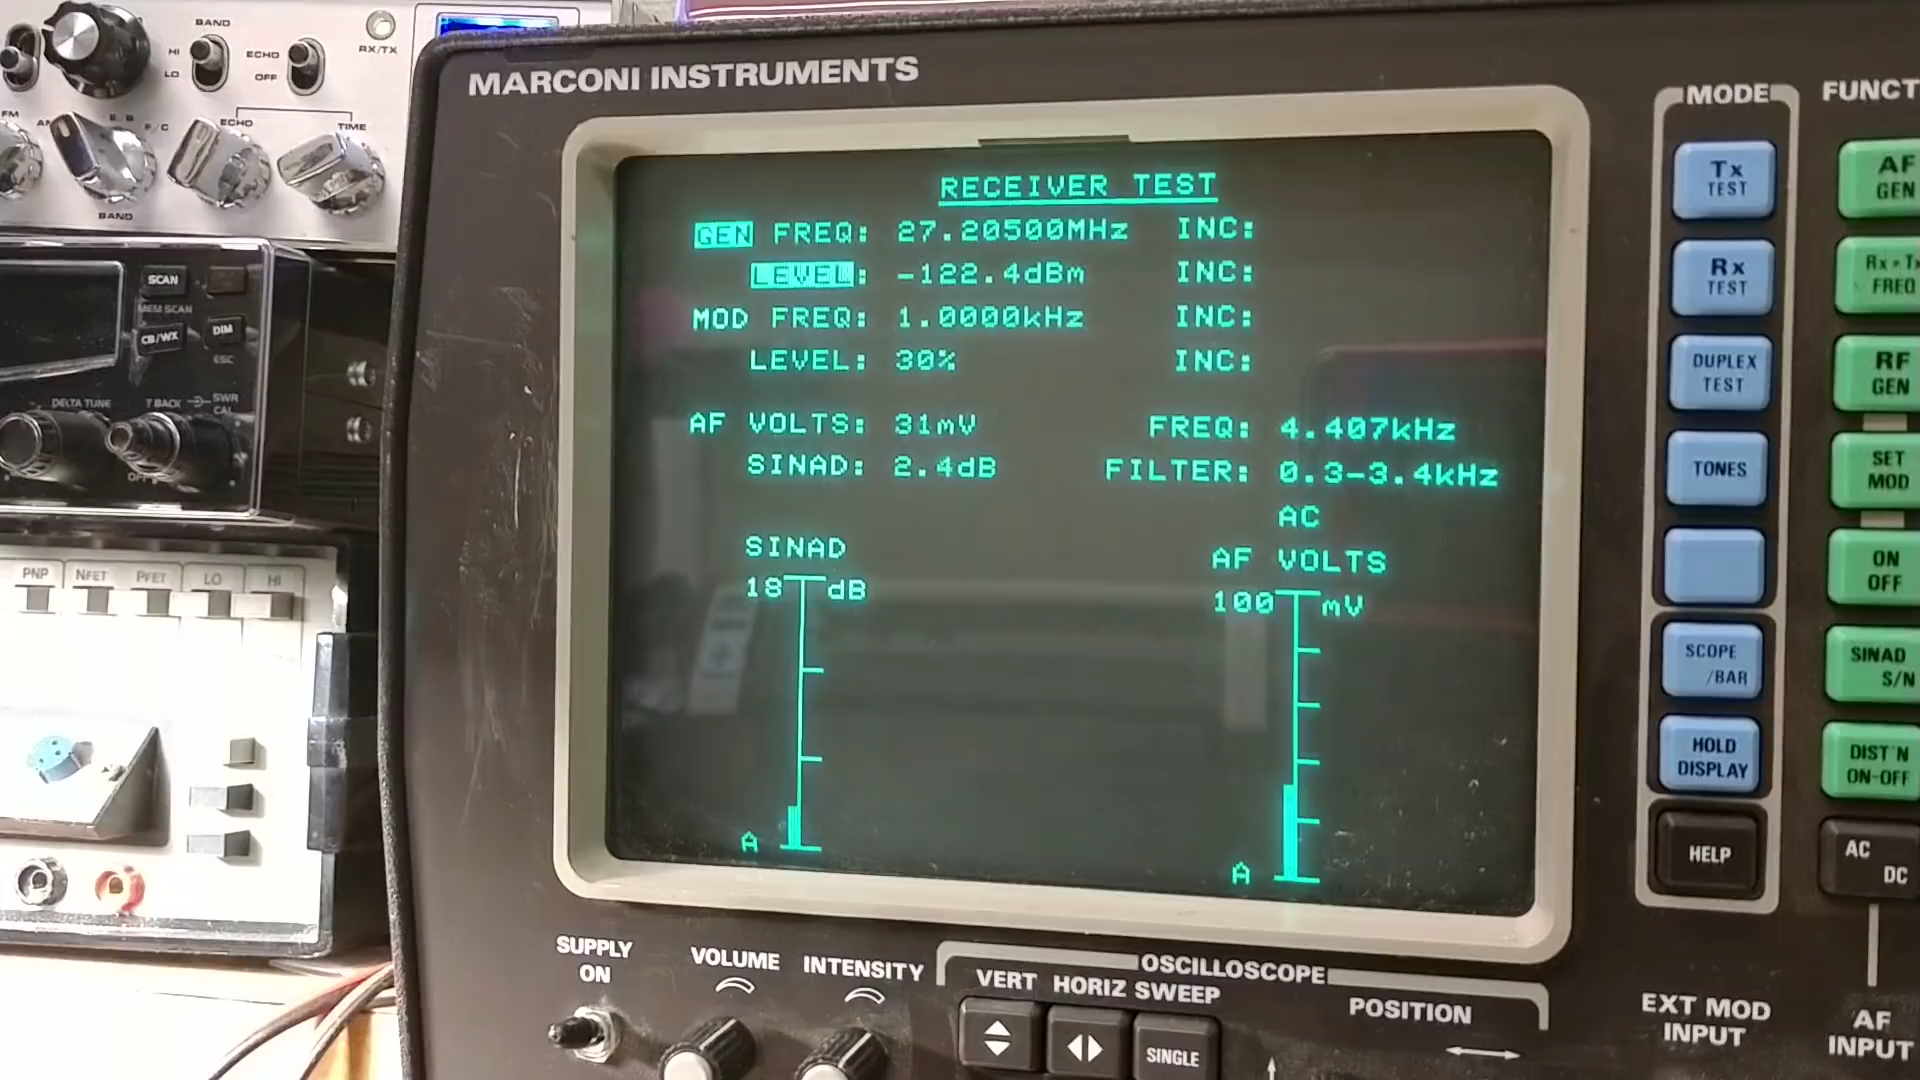 BAND
HI
LO
ECHO
OFF
RX/TX
FM
ECHO
TIME
BAND
SCAN
MEM SCAN
CB/WX
DIM
ESC
DELTA TUNE
T BACK
SWR
CAL
PNP
NFET
PFET
LO
HI
MARCONI INSTRUMENTS
RECEIVER TEST
GEN FREQ: 27.20500MHz INC:
LEVEL: -122.4dBm INC:
MOD FREQ: 1.0000kHz INC:
LEVEL: 30% INC:
AF VOLTS: 31mV FREQ: 4.407kHz
SINAD: 2.4dB FILTER: 0.3-3.4kHz
AC
SINAD
18 dB
A
AF VOLTS
100 mV
A
MODE
Tx
TEST
Rx
TEST
DUPLEX
TEST
TONES
SCOPE
/BAR
HOLD
DISPLAY
HELP
FUNCT
AF
GEN
Rx=Tx
FREQ
RF
GEN
SET
MOD
ON
OFF
SINAD
S/N
DIST'N
ON-OFF
AC
DC
SUPPLY
ON
VOLUME
INTENSITY
OSCILLOSCOPE
VERT HORIZ SWEEP
POSITION
SINGLE
EXT MOD
INPUT
AF
INPUT